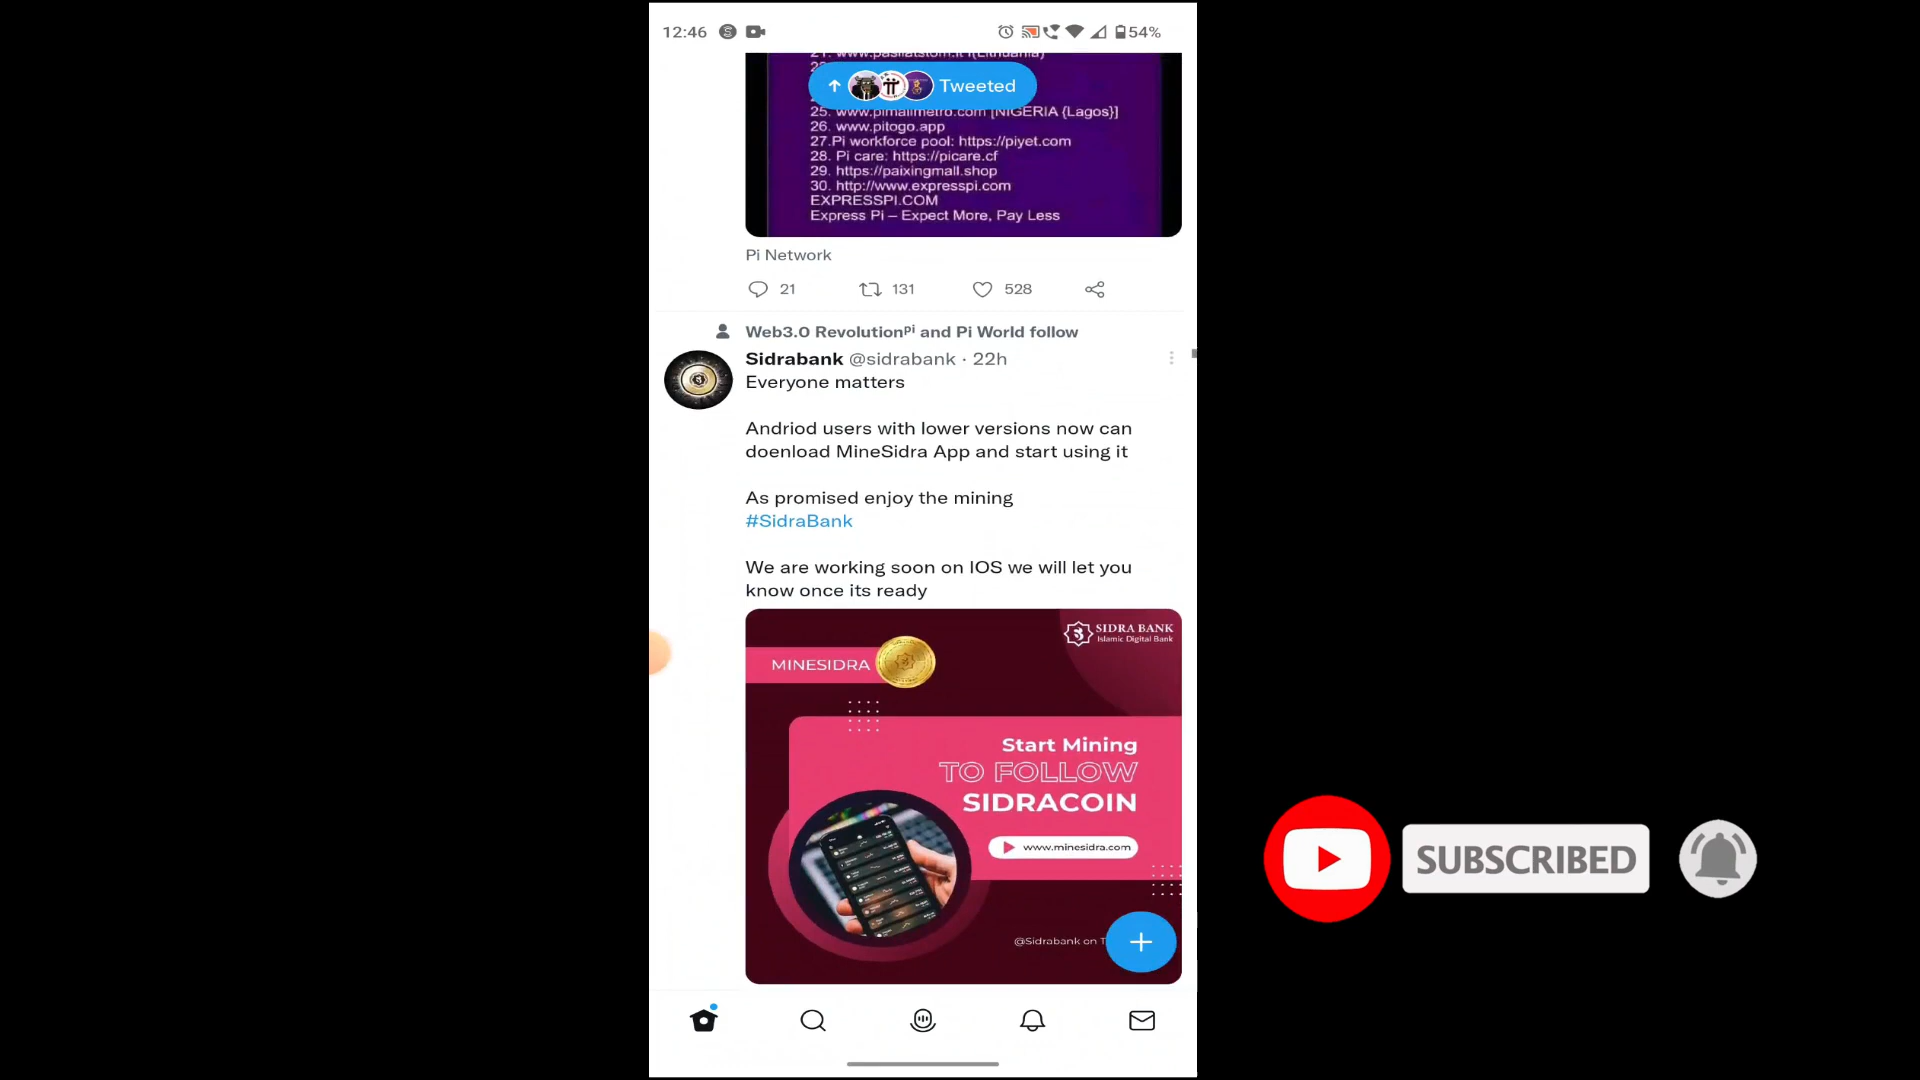 12:46
54%
Tweeted
25. www.pimallmetro.com [NIGERIA {Lagos}]
26. www.pitogo.app
27.Pi workforce pool: https://piyet.com
28. Pi care: https://picare.cf
29. https://paixingmall.shop
30. http://www.expresspi.com
EXPRESSPI.COM
Express Pi – Expect More, Pay Less
Pi Network
21 131 528
Web3.0 Revolutionᵖⁱ and Pi World follow
Sidrabank @sidrabank · 22h
Everyone matters
Andriod users with lower versions now can
doenload MineSidra App and start using it
As promised enjoy the mining
#SidraBank
We are working soon on IOS we will let you
know once its ready
SIDRA BANK
Islamic Digital Bank
MINESIDRA
Start Mining
TO FOLLOW
SIDRACOIN
www.minesidra.com
@Sidrabank on
SUBSCRIBED